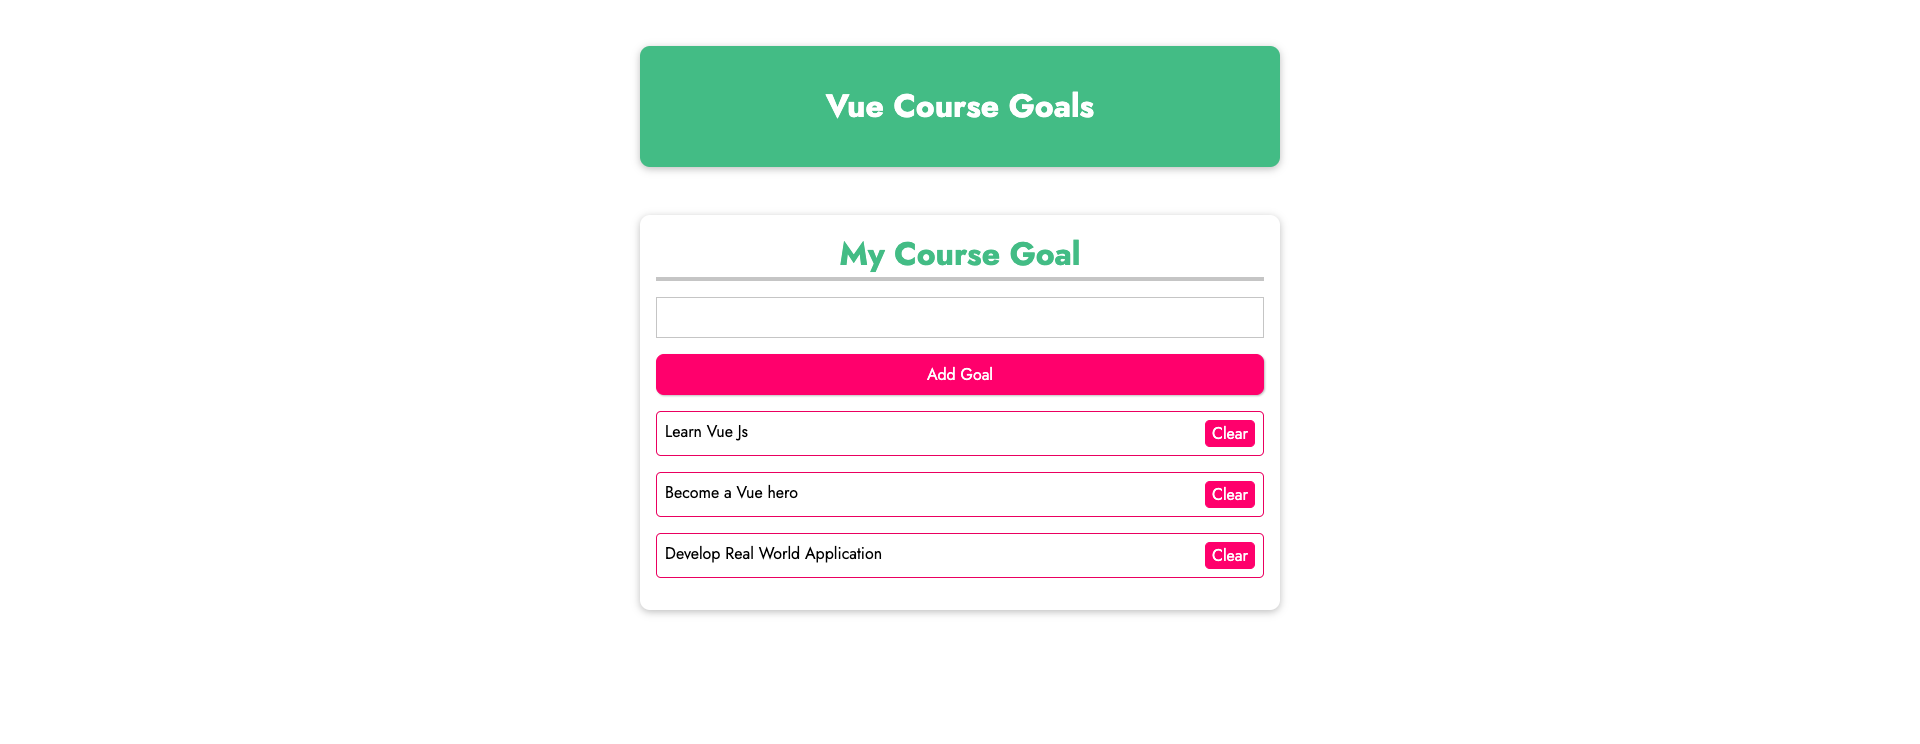 Vue Course Goals
My Course Goal
Add Goal
Learn Vue Js
Clear
Become a Vue hero
Clear
Develop Real World Application
Clear